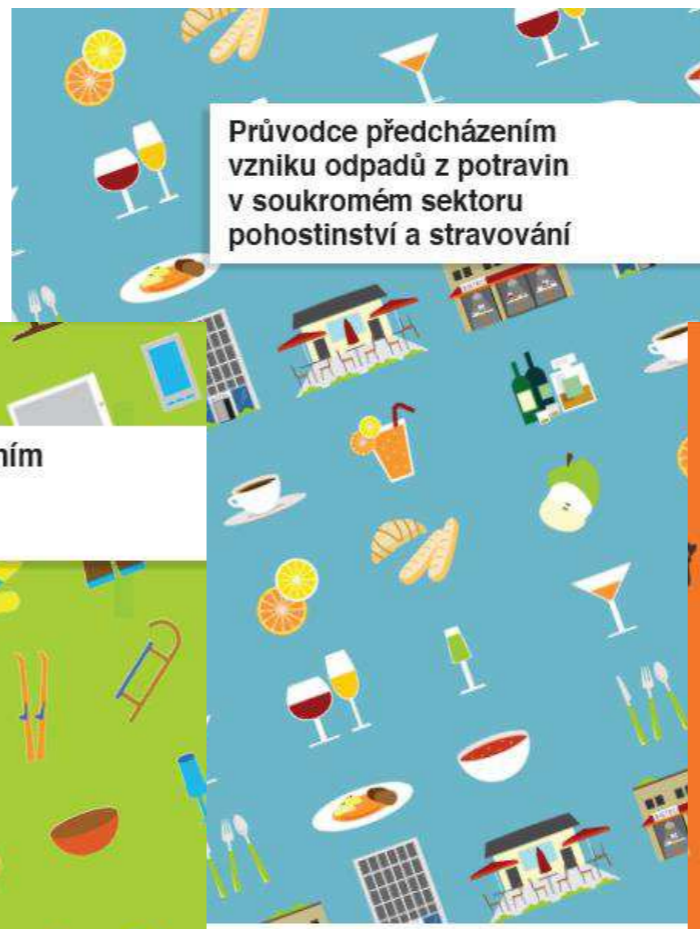 Průvodce předcházením
vzniku odpadů z potravin
v soukromém sektoru
pohostinství a stravování
ním